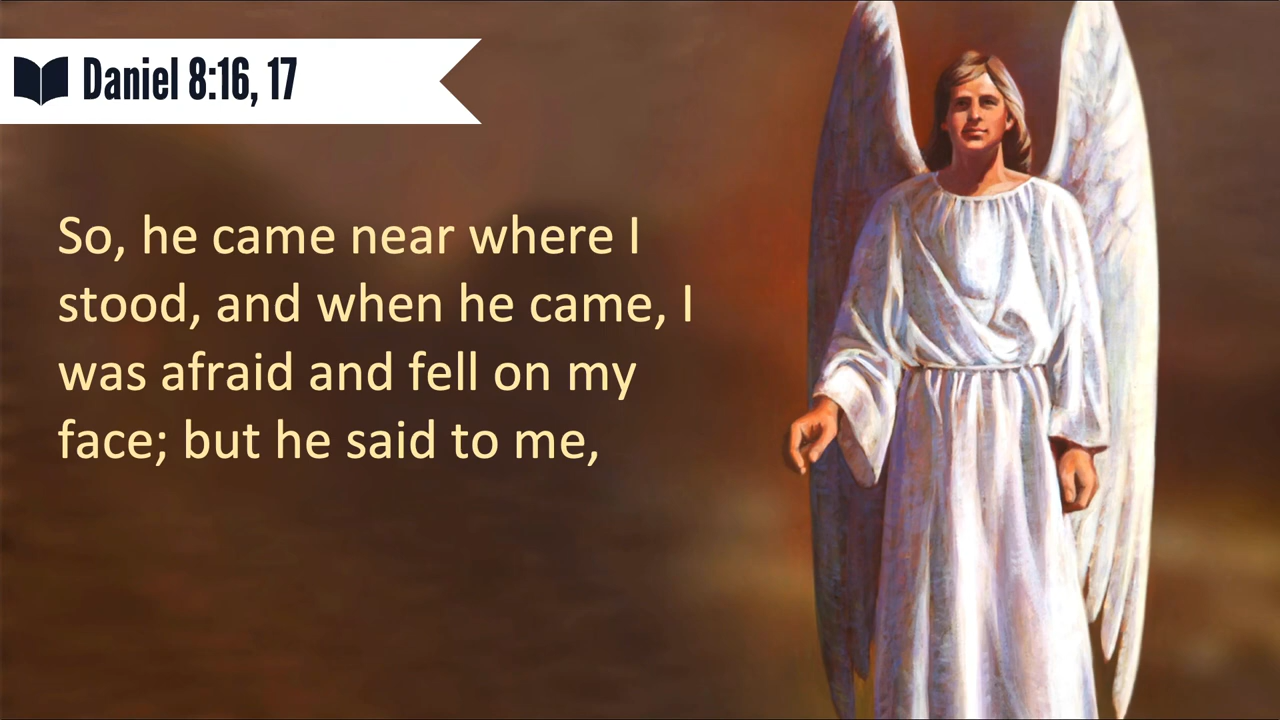 Daniel 8:16, 17
So, he came near where I
stood, and when he came, I
was afraid and fell on my
face; but he said to me,